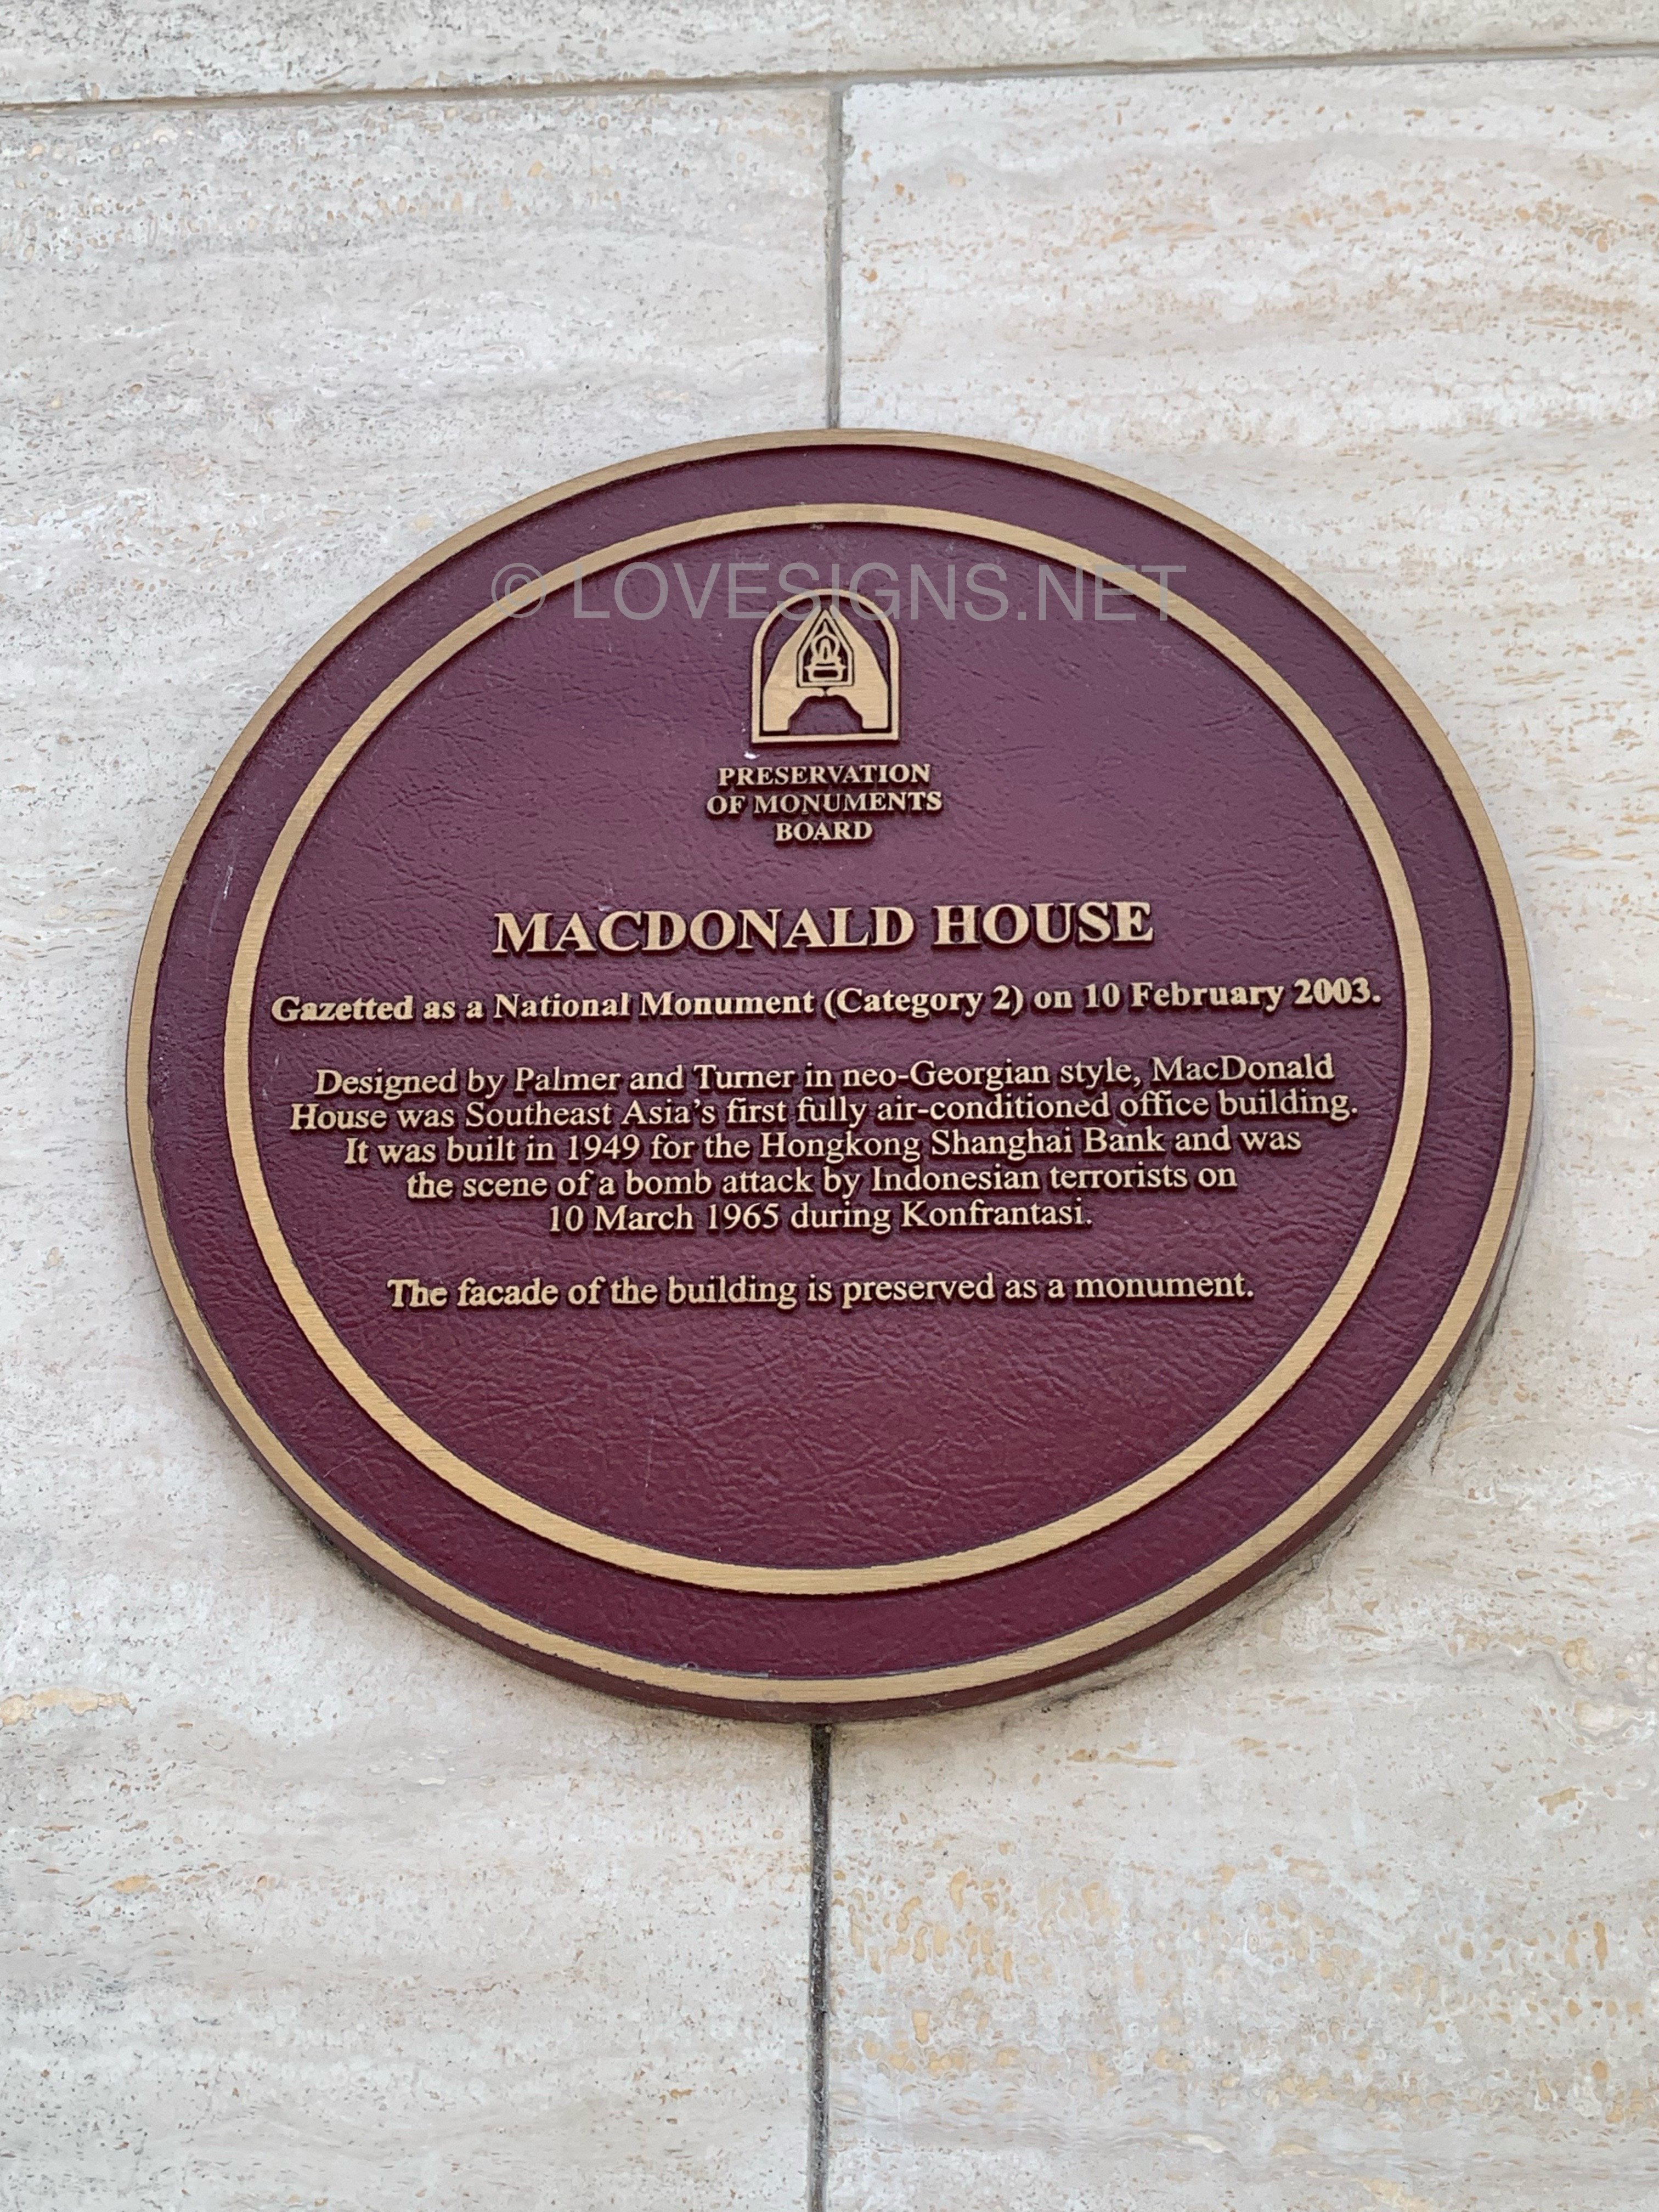 © LOVESIGNS.NET
PRESERVATION
OF MONUMENTS
BOARD
MACDONALD HOUSE
Gazetted as a National Monument (Category 2) on 10 February 2003.
Designed by Palmer and Turner in neo-Georgian style, MacDonald
House was Southeast Asia's first fully air-conditioned office building.
It was built in 1949 for the Hongkong Shanghai Bank and was
the scene of a bomb attack by Indonesian terrorists on
10 March 1965 during Konfrantasi.
The facade of the building is preserved as a monument.